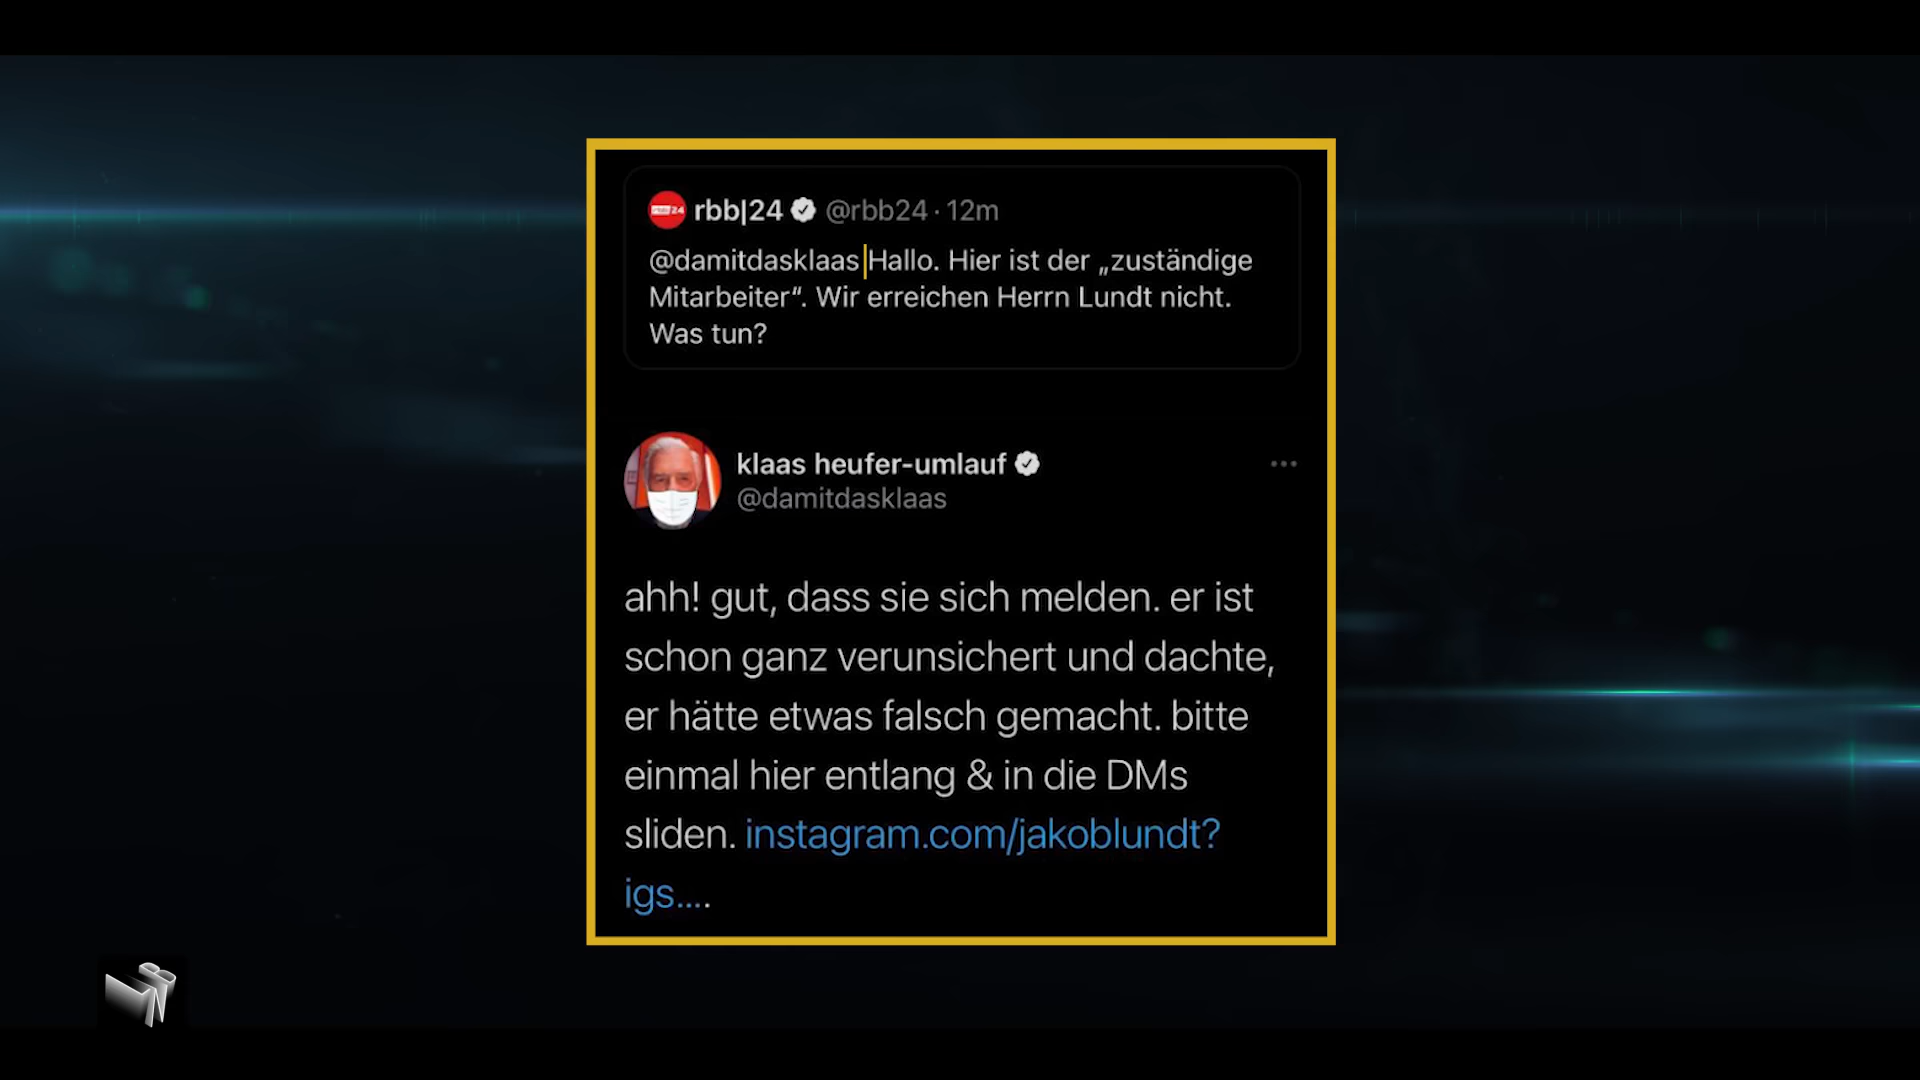 rbb|24 @rbb24 · 12m
@damitdasklaas Hallo. Hier ist der „zuständige
Mitarbeiter“. Wir erreichen Herrn Lundt nicht.
Was tun?
klaas heufer-umlauf
@damitdasklaas
ahh! gut, dass sie sich melden. er ist
schon ganz verunsichert und dachte,
er hätte etwas falsch gemacht. bitte
einmal hier entlang & in die DMs
sliden. instagram.com/jakoblundt?
igs….